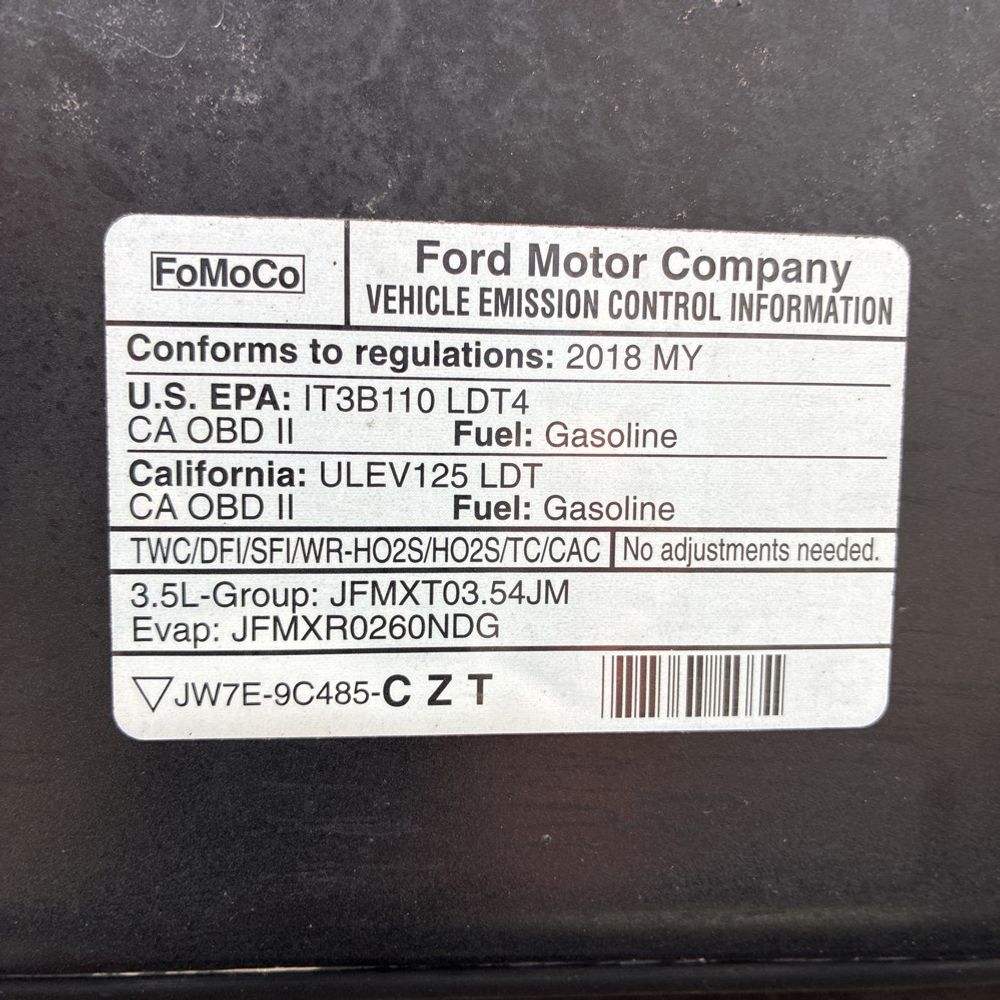 FoMoCo
Ford Motor Company
VEHICLE EMISSION CONTROL INFORMATION
Conforms to regulations: 2018 MY
U.S. EPA: IT3B110 LDT4
CA OBD II Fuel: Gasoline
California: ULEV125 LDT
CA OBD II Fuel: Gasoline
TWC/DFI/SFI/WR-HO2S/HO2S/TC/CAC No adjustments needed.
3.5L-Group: JFMXT03.54JM
Evap: JFMXR0260NDG
JW7E-9C485-C Z T